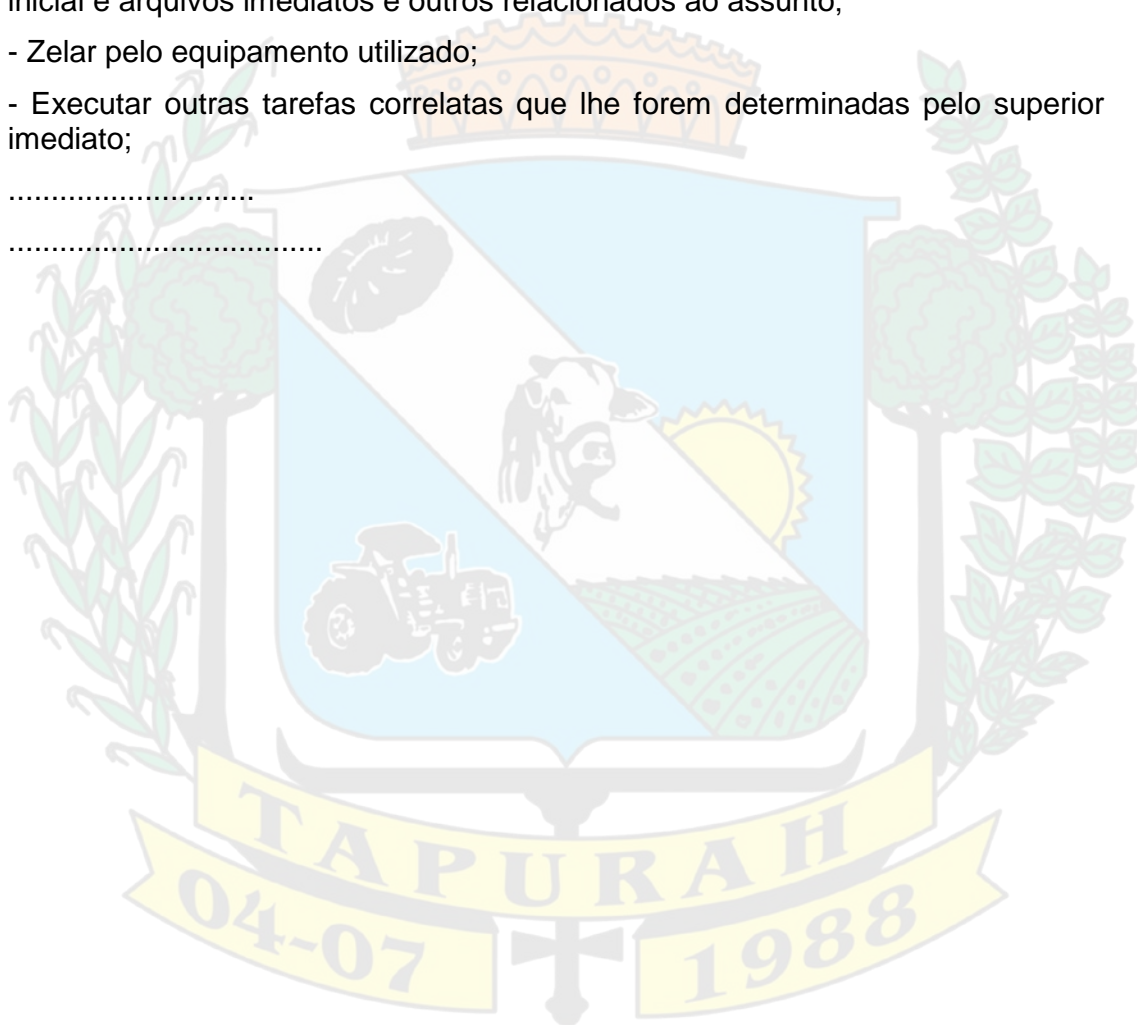 inicial e arquivos imediatos e outros relacionados ao assunto;
- Zelar pelo equipamento utilizado;
- Executar outras tarefas correlatas que lhe forem determinadas pelo superior
imediato;
.............................
.....................................
TAPURAH
04-07 1988